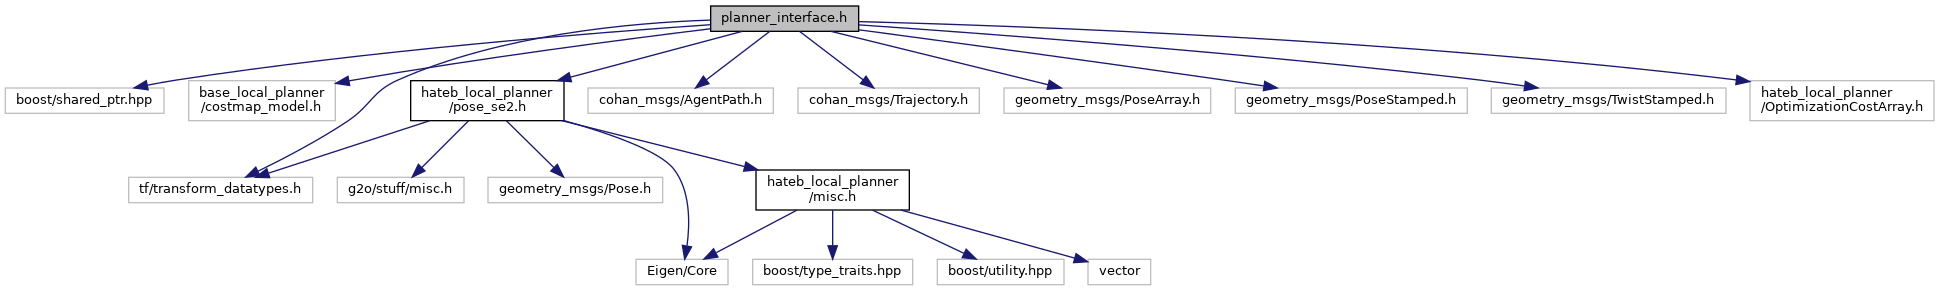 planner_interface.h
boost/shared_ptr.hpp
base_local_planner
/costmap_model.h
hateb_local_planner
/pose_se2.h
cohan_msgs/AgentPath.h
cohan_msgs/Trajectory.h
geometry_msgs/PoseArray.h
geometry_msgs/PoseStamped.h
geometry_msgs/TwistStamped.h
hateb_local_planner
/OptimizationCostArray.h
tf/transform_datatypes.h
g2o/stuff/misc.h
geometry_msgs/Pose.h
hateb_local_planner
/misc.h
Eigen/Core
boost/type_traits.hpp
boost/utility.hpp
vector